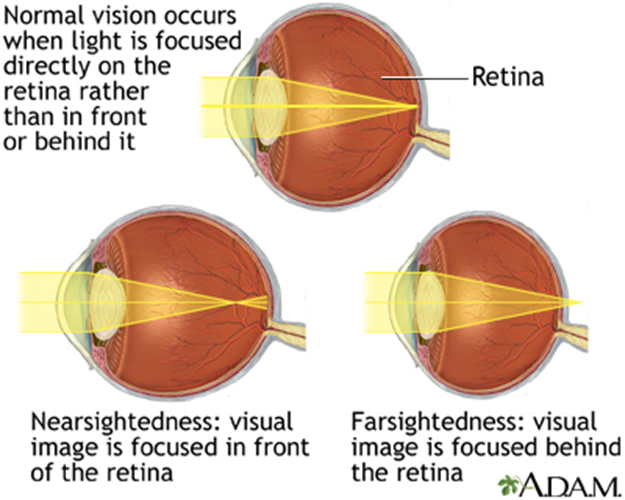 Normal vision occurs
when light is focused
directly on the
retina rather
than in front
or behind it
Retina
Nearsightedness: visual
image is focused in front
of the retina
Farsightedness: visual
image is focused behind
the retina
A.D.A.M.